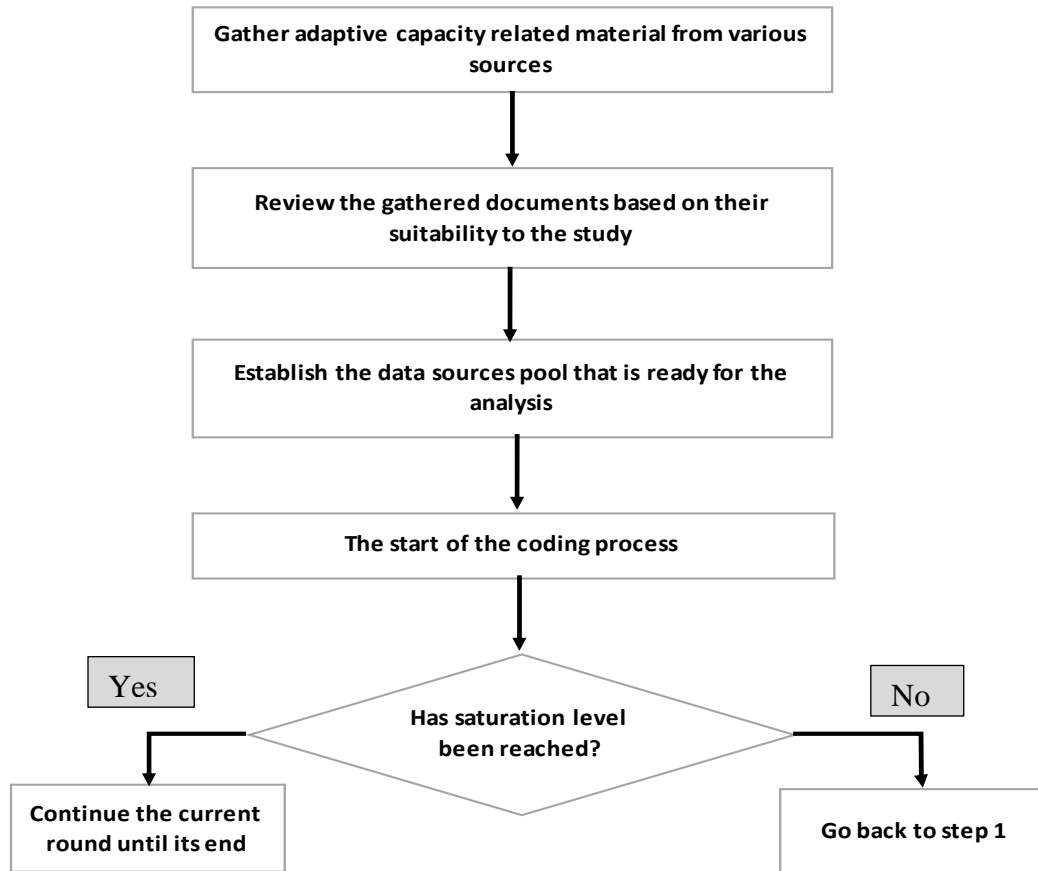 Gather adaptive capacity related material from various
sources
Review the gathered documents based on their
suitability to the study
Establish the data sources pool that is ready for the
analysis
The start of the coding process
Yes
No
Has saturation level
been reached?
Continue the current
round until its end
Go back to step 1